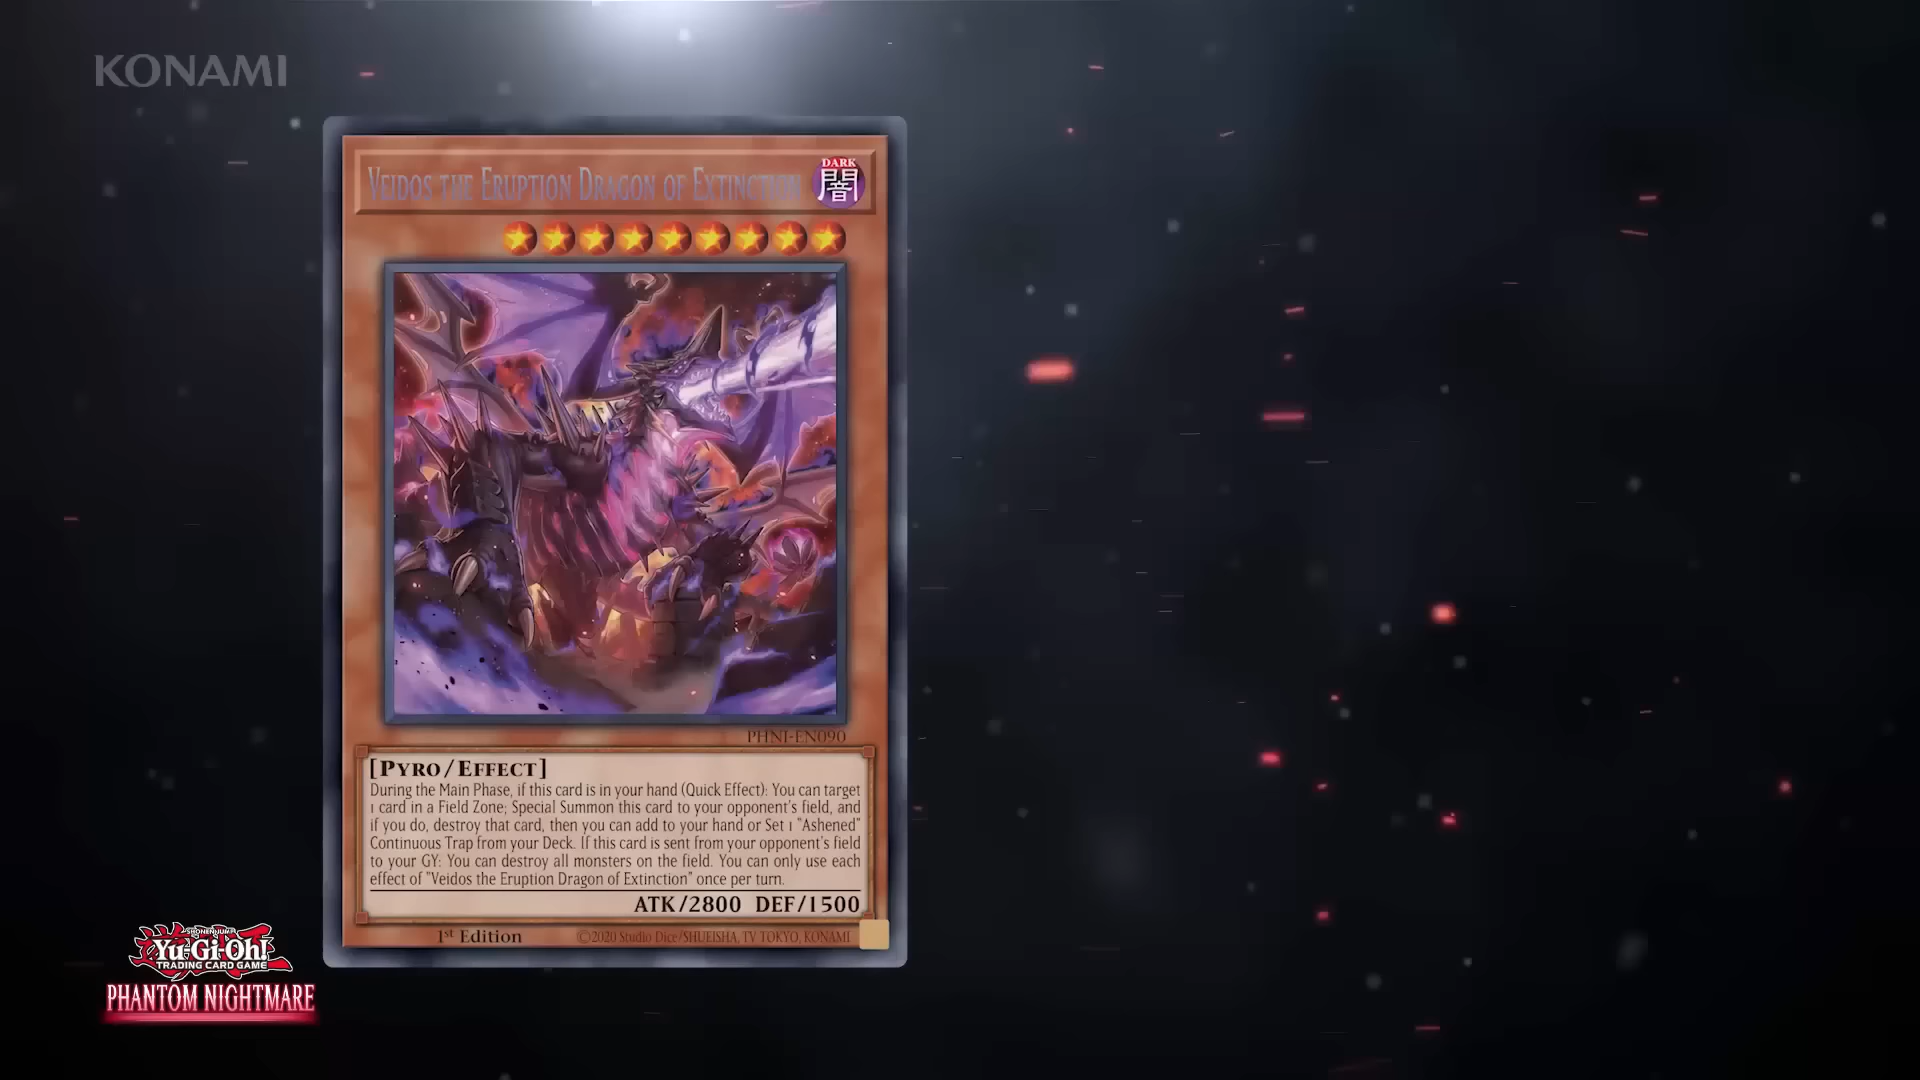 KONAMI
VEIDOS THE ERUPTION DRAGON OF EXTINCTION
DARK
闇
PHNI-EN090
[PYRO/EFFECT]
During the Main Phase, if this card is in your hand (Quick Effect): You can target
1 card in a Field Zone; Special Summon this card to your opponent's field, and
if you do, destroy that card, then you can add to your hand or Set 1 "Ashened"
Continuous Trap from your Deck. If this card is sent from your opponent's field
to your GY: You can destroy all monsters on the field. You can only use each
effect of "Veidos the Eruption Dragon of Extinction" once per turn.
ATK/2800 DEF/1500
1st Edition
©2020 Studio Dice/SHUEISHA, TV TOKYO, KONAMI
SHONEN JUMP
Yu-Gi-Oh!
TRADING CARD GAME
PHANTOM NIGHTMARE